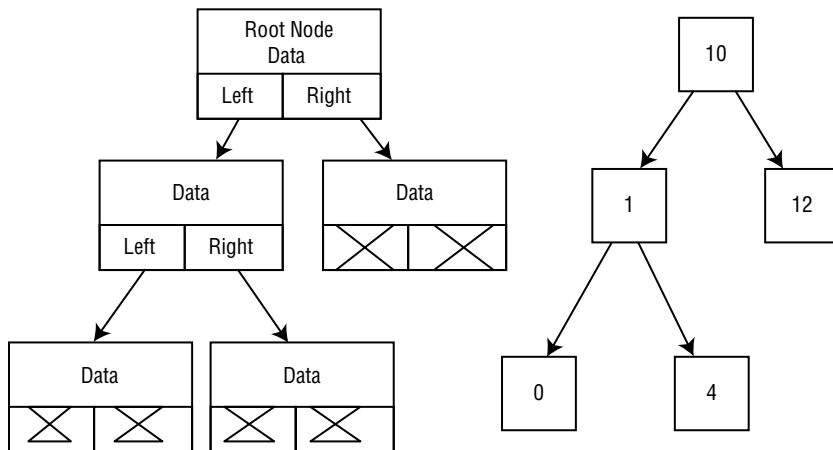 Root Node
Data
Left Right
Data
Left Right
Data
Data
Data
10
1
12
0
4